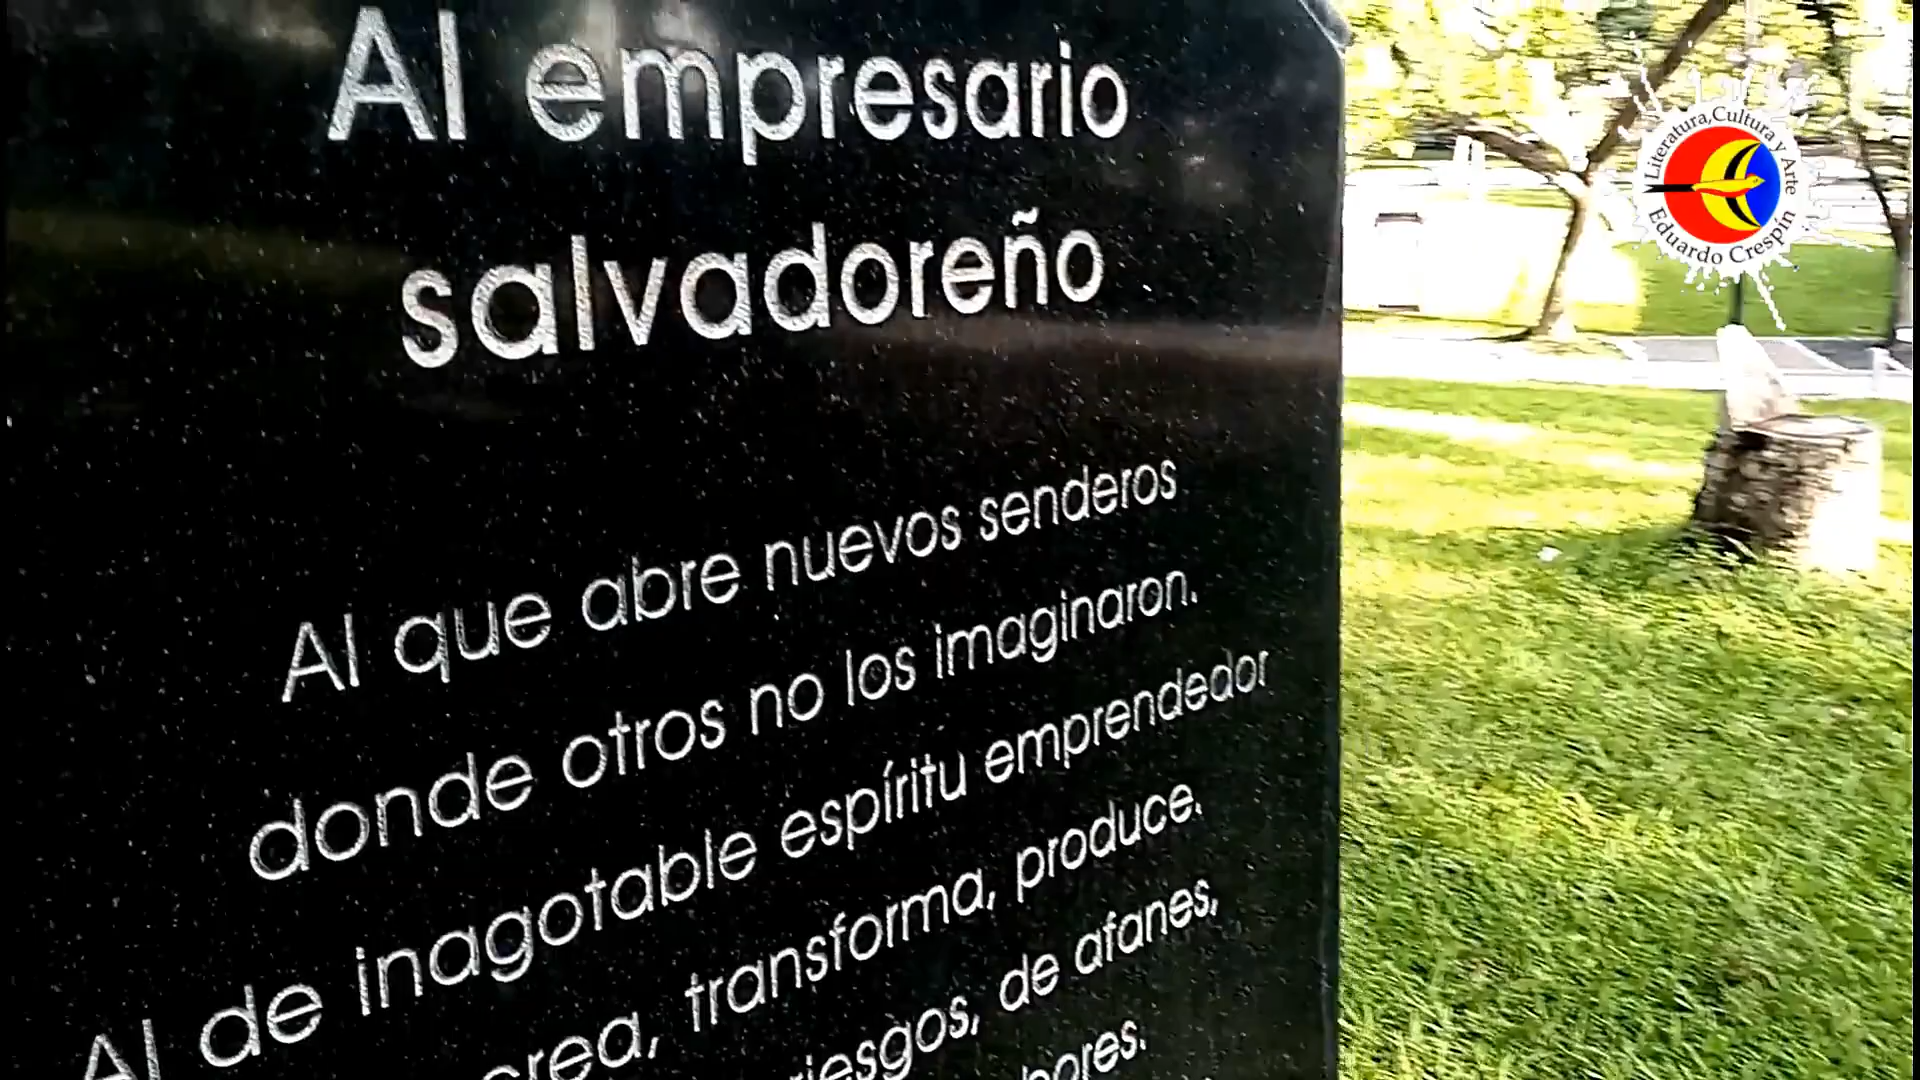 Al empresario
salvadoreño
Al que abre nuevos senderos
donde otros no los imaginaron.
Al de inagotable espíritu emprendedor
crea, transforma, produce.
riesgos, de afanes,
Literatura, Cultura y Arte
Eduardo Crespín